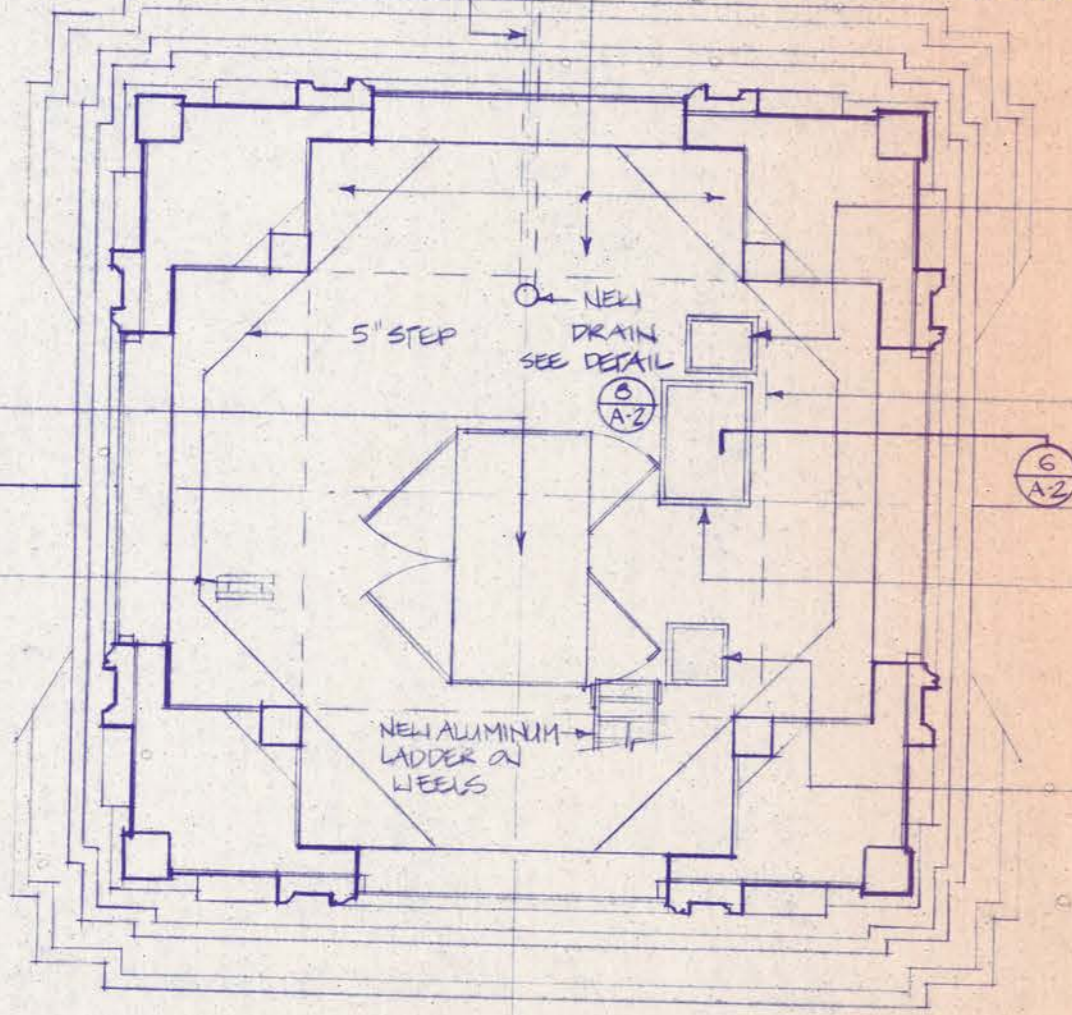 NEW
DRAIN
SEE DETAIL
5" STEP
8
A-2
6
A-2
NEW ALUMINUM
LADDER ON
WEELS